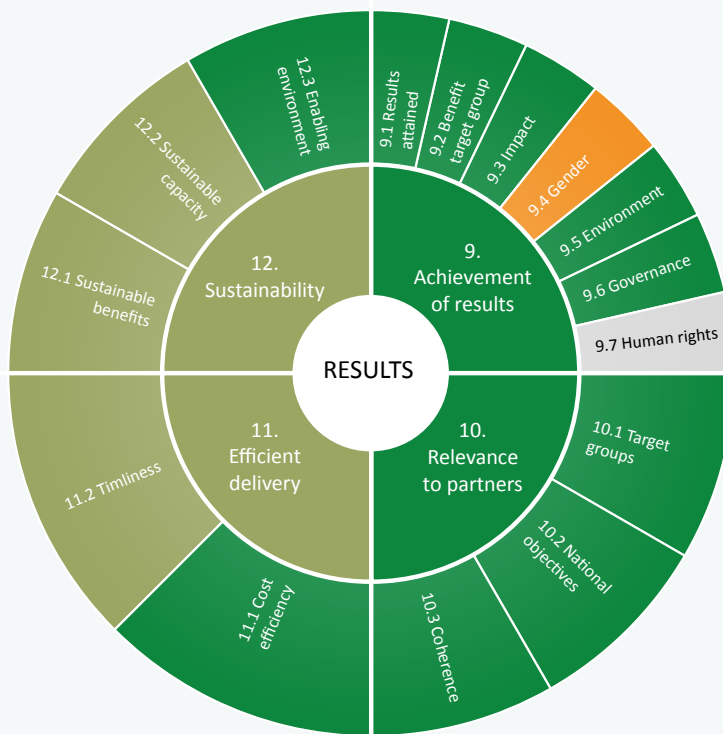 RESULTS
9.
Achievement
of results
9.1 Results
attained
9.2 Benefit
target group
9.3 Impact
9.4 Gender
9.5 Environment
9.6 Governance
9.7 Human rights
10.
Relevance
to partners
10.1 Target
groups
10.2 National
objectives
10.3 Coherence
11.
Efficient
delivery
11.1 Cost
efficiency
11.2 Timliness
12.
Sustainability
12.1 Sustainable
benefits
12.2 Sustainable
capacity
12.3 Enabling
environment